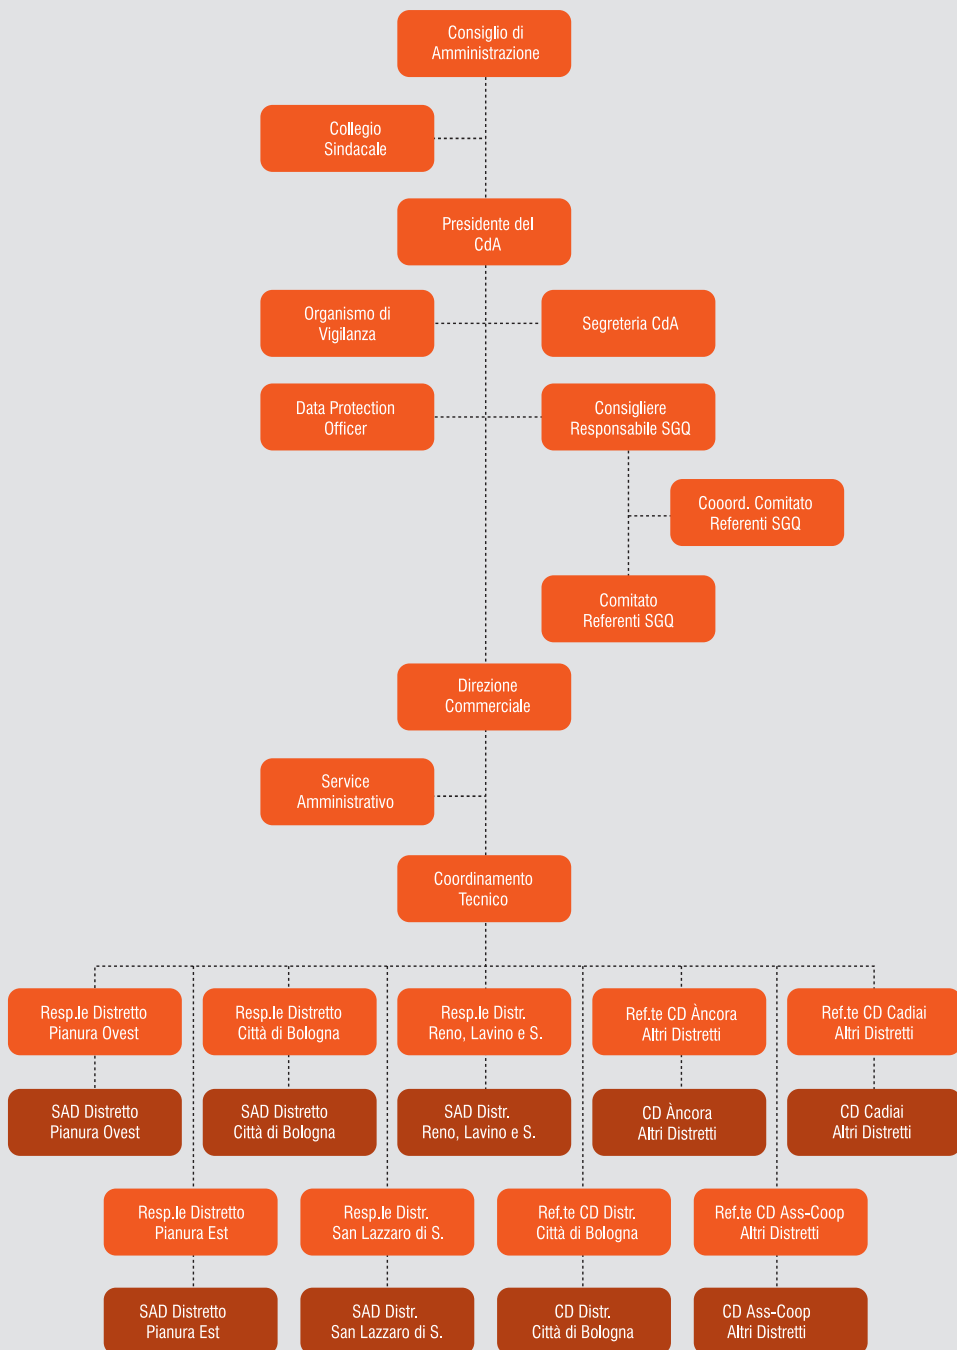 Consiglio di
Amministrazione
Collegio
Sindacale
Presidente del
CdA
Organismo di
Vigilanza
Segreteria CdA
Data Protection
Officer
Consigliere
Responsabile SGQ
Cooord. Comitato
Referenti SGQ
Comitato
Referenti SGQ
Direzione
Commerciale
Service
Amministrativo
Coordinamento
Tecnico
Resp.le Distretto
Pianura Ovest
Resp.le Distretto
Città di Bologna
Resp.le Distr.
Reno, Lavino e S.
Ref.te CD Àncora
Altri Distretti
Ref.te CD Cadiai
Altri Distretti
SAD Distretto
Pianura Ovest
SAD Distretto
Città di Bologna
SAD Distr.
Reno, Lavino e S.
CD Àncora
Altri Distretti
CD Cadiai
Altri Distretti
Resp.le Distretto
Pianura Est
Resp.le Distr.
San Lazzaro di S.
Ref.te CD Distr.
Città di Bologna
Ref.te CD Ass-Coop
Altri Distretti
SAD Distretto
Pianura Est
SAD Distr.
San Lazzaro di S.
CD Distr.
Città di Bologna
CD Ass-Coop
Altri Distretti